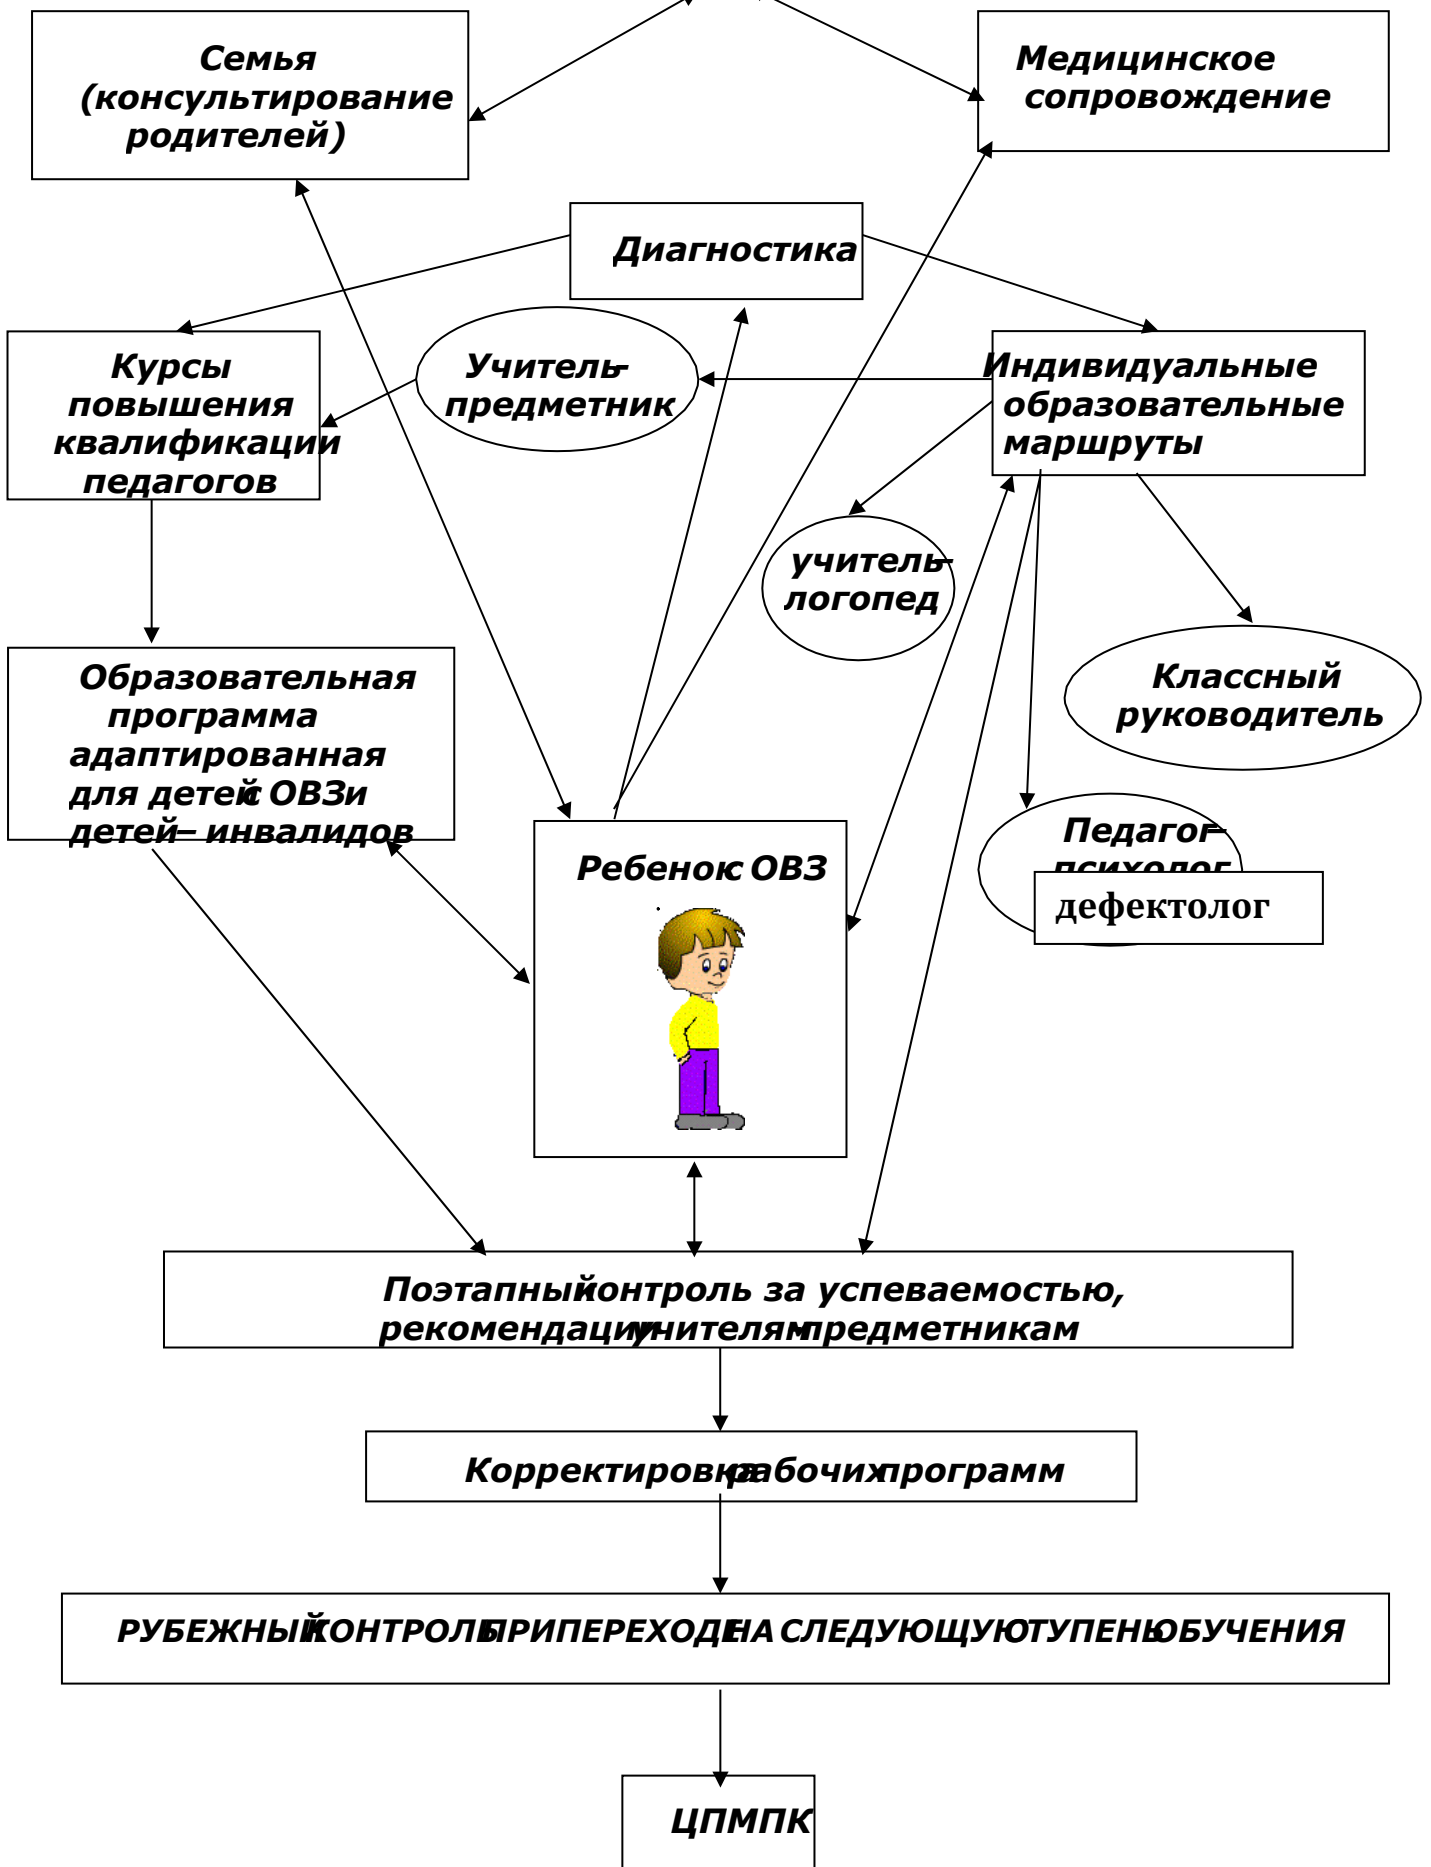 Семья
(консультирование
родителей)
Медицинское
сопровождение
Диагностика
Курсы
повышения
квалификации
педагогов
Учитель-
предметник
Индивидуальные
образовательные
маршруты
учитель-
логопед
Образовательная
программа
адаптированная
для детей с ОВЗ и
детей – инвалидов
Классный
руководитель
Педагог–
психолог
дефектолог
Ребенок с ОВЗ
Поэтапный контроль за успеваемостью,
рекомендации учителям-предметникам
Корректировка рабочих программ
РУБЕЖНЫЙ КОНТРОЛЬ ПРИ ПЕРЕХОДЕ НА СЛЕДУЮЩУЮ СТУПЕНЬ ОБУЧЕНИЯ
ЦПМПК